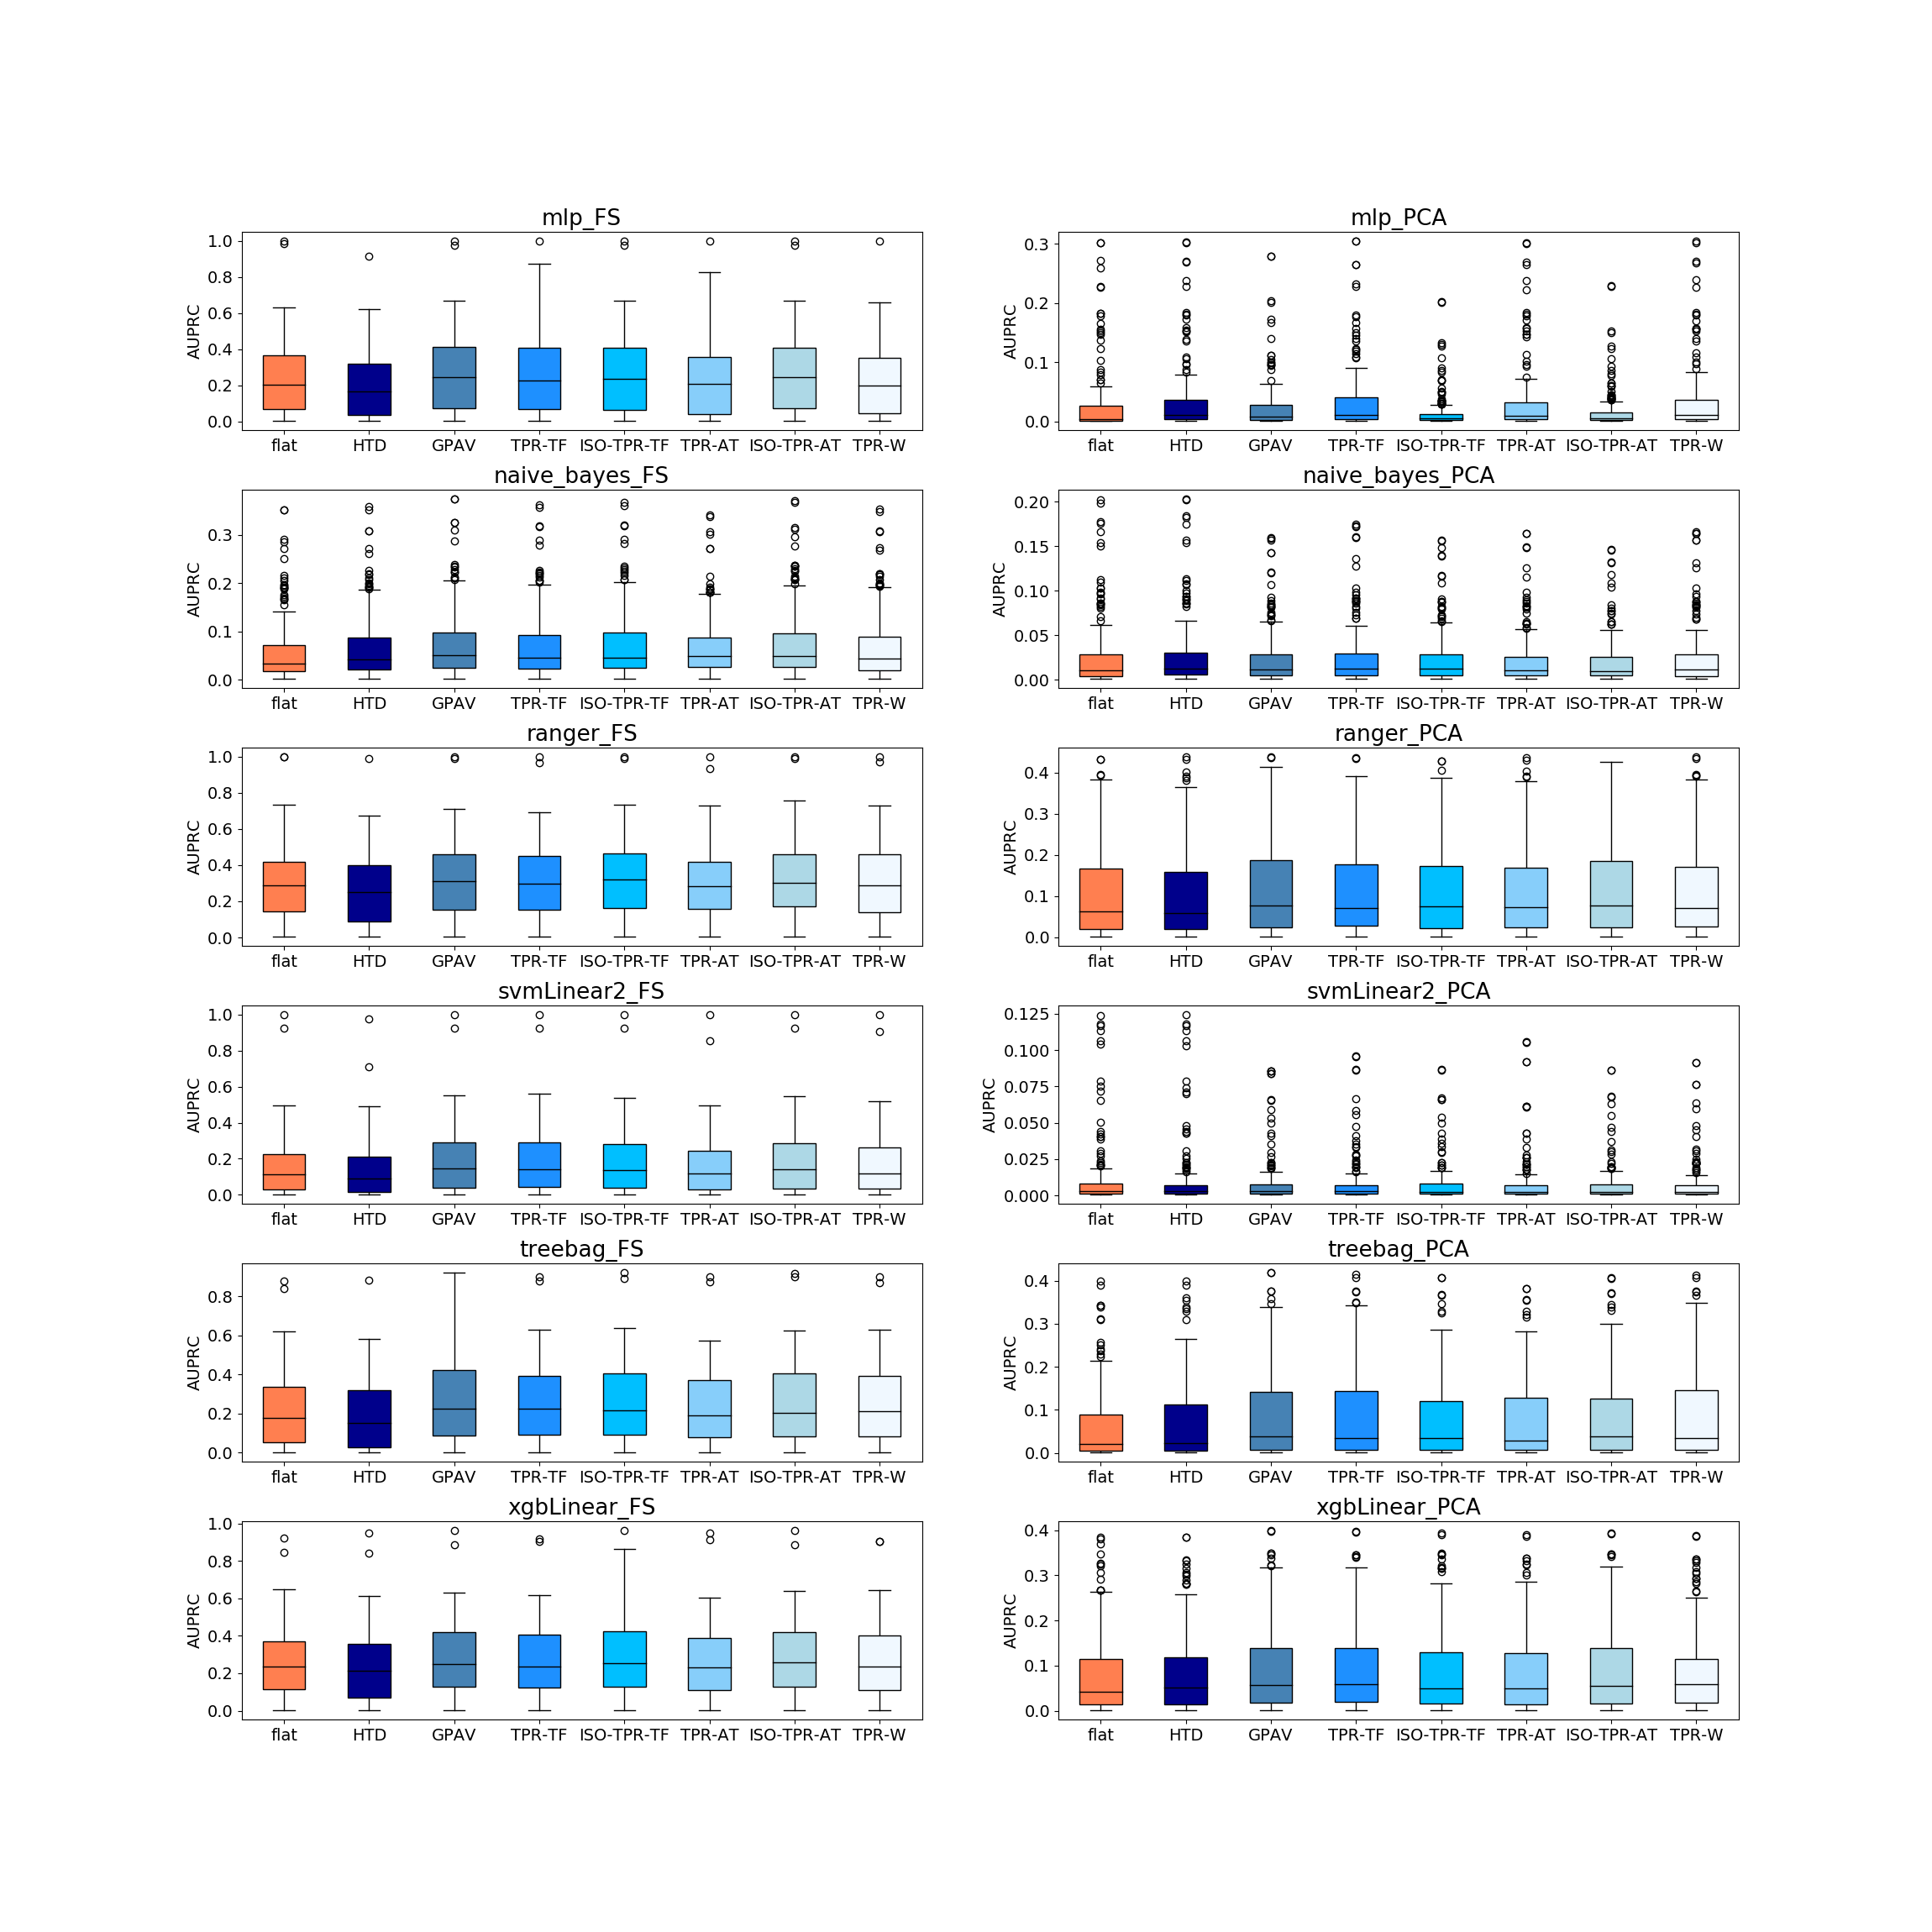 mlp_FS
AUPRC
1.0
0.8
0.6
0.4
0.2
0.0
flat HTD GPAV TPR-TF ISO-TPR-TF TPR-AT ISO-TPR-AT TPR-W
mlp_PCA
AUPRC
0.3
0.2
0.1
0.0
flat HTD GPAV TPR-TF ISO-TPR-TF TPR-AT ISO-TPR-AT TPR-W
naive_bayes_FS
AUPRC
0.3
0.2
0.1
0.0
flat HTD GPAV TPR-TF ISO-TPR-TF TPR-AT ISO-TPR-AT TPR-W
naive_bayes_PCA
AUPRC
0.20
0.15
0.10
0.05
0.00
flat HTD GPAV TPR-TF ISO-TPR-TF TPR-AT ISO-TPR-AT TPR-W
ranger_FS
AUPRC
1.0
0.8
0.6
0.4
0.2
0.0
flat HTD GPAV TPR-TF ISO-TPR-TF TPR-AT ISO-TPR-AT TPR-W
ranger_PCA
AUPRC
0.4
0.3
0.2
0.1
0.0
flat HTD GPAV TPR-TF ISO-TPR-TF TPR-AT ISO-TPR-AT TPR-W
svmLinear2_FS
AUPRC
1.0
0.8
0.6
0.4
0.2
0.0
flat HTD GPAV TPR-TF ISO-TPR-TF TPR-AT ISO-TPR-AT TPR-W
svmLinear2_PCA
AUPRC
0.125
0.100
0.075
0.050
0.025
0.000
flat HTD GPAV TPR-TF ISO-TPR-TF TPR-AT ISO-TPR-AT TPR-W
treebag_FS
AUPRC
0.8
0.6
0.4
0.2
0.0
flat HTD GPAV TPR-TF ISO-TPR-TF TPR-AT ISO-TPR-AT TPR-W
treebag_PCA
AUPRC
0.4
0.3
0.2
0.1
0.0
flat HTD GPAV TPR-TF ISO-TPR-TF TPR-AT ISO-TPR-AT TPR-W
xgbLinear_FS
AUPRC
1.0
0.8
0.6
0.4
0.2
0.0
flat HTD GPAV TPR-TF ISO-TPR-TF TPR-AT ISO-TPR-AT TPR-W
xgbLinear_PCA
AUPRC
0.4
0.3
0.2
0.1
0.0
flat HTD GPAV TPR-TF ISO-TPR-TF TPR-AT ISO-TPR-AT TPR-W